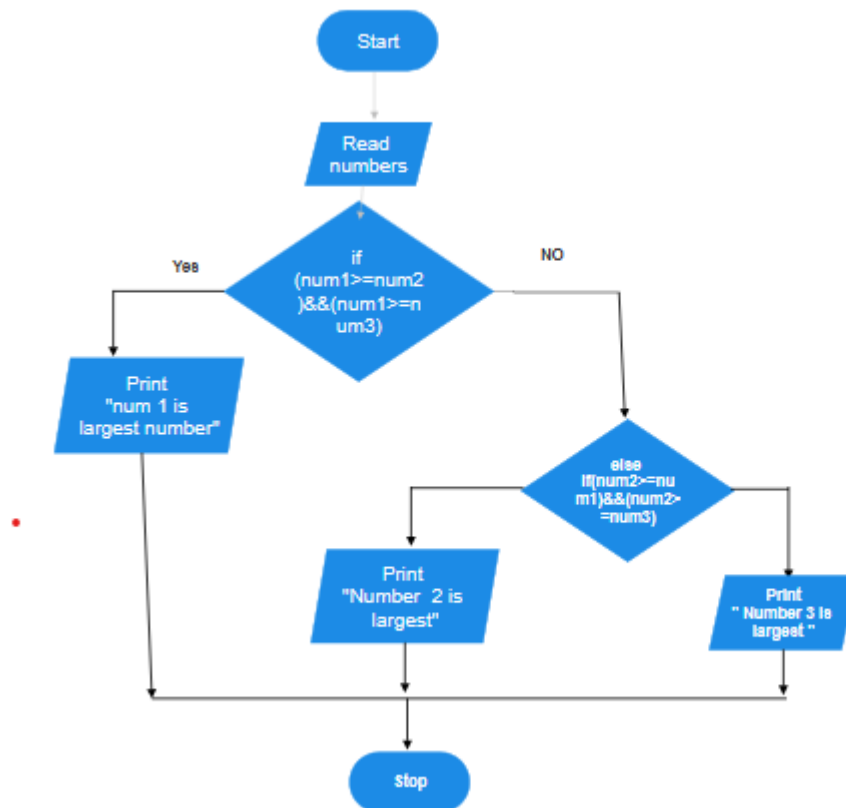 Start
Read
numbers
if
(num1>=num2
)&&(num1>=n
um3)
Yes
NO
Print
"num 1 is
largest number"
else
if(num2>=nu
m1)&&(num2>
=num3)
Print
"Number 2 is
largest"
Print
" Number 3 is
largest "
Stop